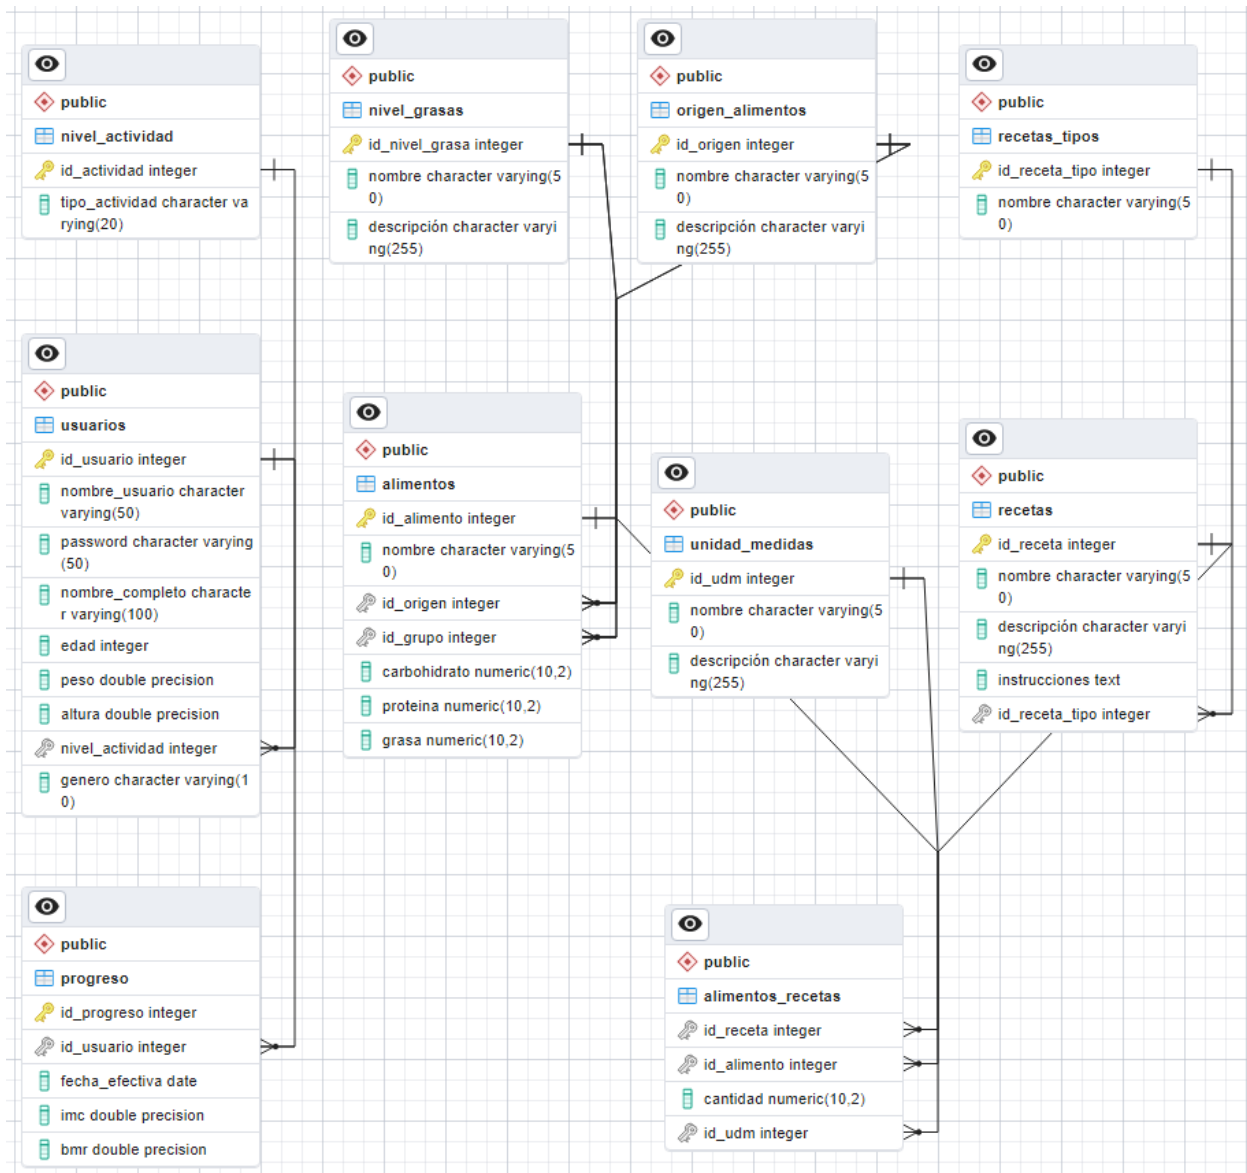 public
nivel_actividad
id_actividad integer
tipo_actividad character va
rying(20)
public
nivel_grasas
id_nivel_grasa integer
nombre character varying(5
0)
descripción character varyi
ng(255)
public
origen_alimentos
id_origen integer
nombre character varying(5
0)
descripción character varyi
ng(255)
public
recetas_tipos
id_receta_tipo integer
nombre character varying(5
0)
public
usuarios
id_usuario integer
nombre_usuario character
varying(50)
password character varying
(50)
nombre_completo characte
r varying(100)
edad integer
peso double precision
altura double precision
nivel_actividad integer
genero character varying(1
0)
public
alimentos
id_alimento integer
nombre character varying(5
0)
id_origen integer
id_grupo integer
carbohidrato numeric(10,2)
proteina numeric(10,2)
grasa numeric(10,2)
public
unidad_medidas
id_udm integer
nombre character varying(5
0)
descripción character varyi
ng(255)
public
recetas
id_receta integer
nombre character varying(5
0)
descripción character varyi
ng(255)
instrucciones text
id_receta_tipo integer
public
progreso
id_progreso integer
id_usuario integer
fecha_efectiva date
imc double precision
bmr double precision
public
alimentos_recetas
id_receta integer
id_alimento integer
cantidad numeric(10,2)
id_udm integer